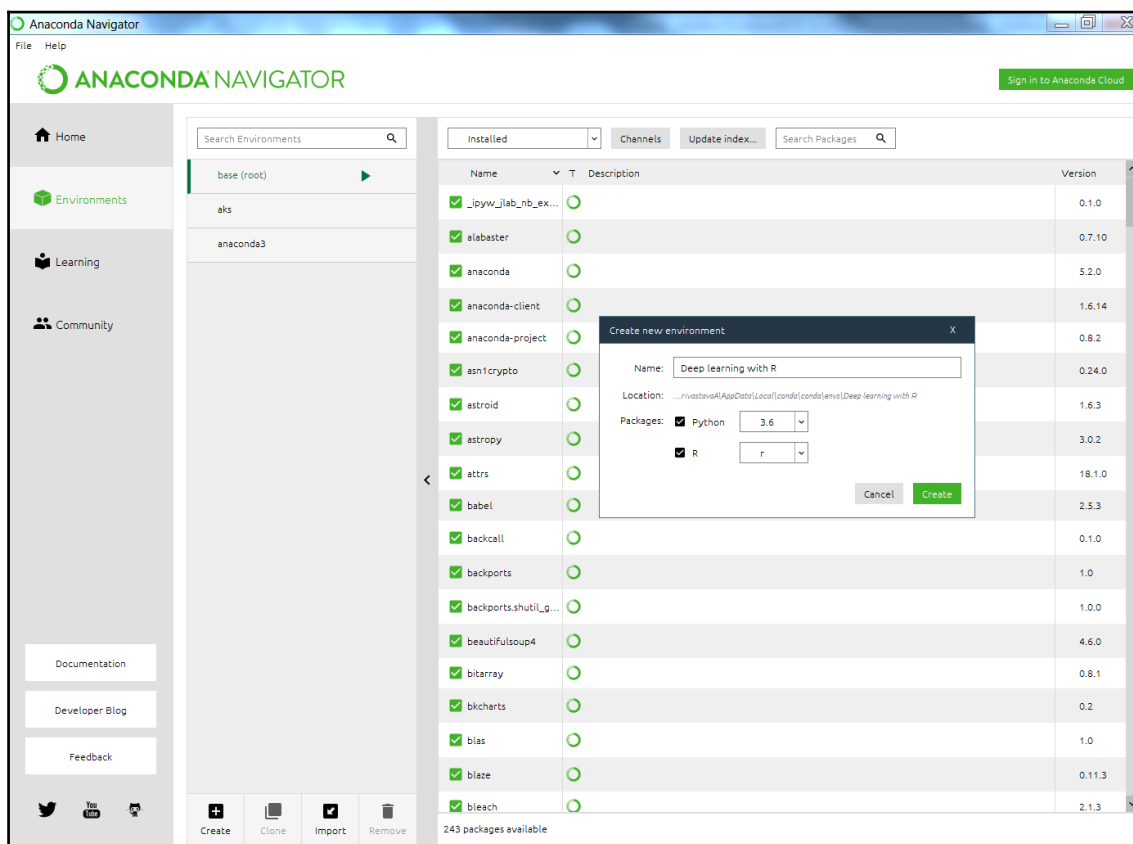 Anaconda Navigator
File Help
ANACONDA NAVIGATOR
Sign in to Anaconda Cloud
Home
Environments
Learning
Community
Documentation
Developer Blog
Feedback
You Tube
Search Environments
base (root)
aks
anaconda3
Create Clone Import Remove
Installed Channels Update index... Search Packages
Name T Description Version
_ipyw_jlab_nb_ex... 0.1.0
alabaster 0.7.10
anaconda 5.2.0
anaconda-client 1.6.14
anaconda-project 0.8.2
asn1crypto 0.24.0
astroid 1.6.3
astropy 3.0.2
attrs 18.1.0
babel 2.5.3
backcall 0.1.0
backports 1.0
backports.shutil_g... 1.0.0
beautifulsoup4 4.6.0
bitarray 0.8.1
bkcharts 0.2
blas 1.0
blaze 0.11.3
bleach 2.1.3
243 packages available
Create new environment X
Name: Deep learning with R
Location: ...rivastavaA\AppData\Local\conda\conda\envs\Deep learning with R
Packages: Python 3.6
R r
Cancel Create